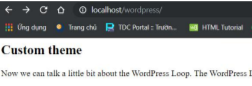 localhost/wordpress/
Ứng dụng Trang chủ TOC Portal :: Trườn... HTML Tutorial
Custom theme
Now we can talk a little bit about the WordPress Loop. The WordPress L